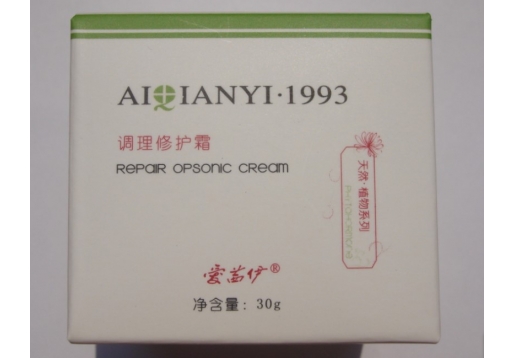 AIQIANYI·1993
调理修护霜
Repair Opsonic Cream
天然·植物系列
爱芊伊®
净含量：30g